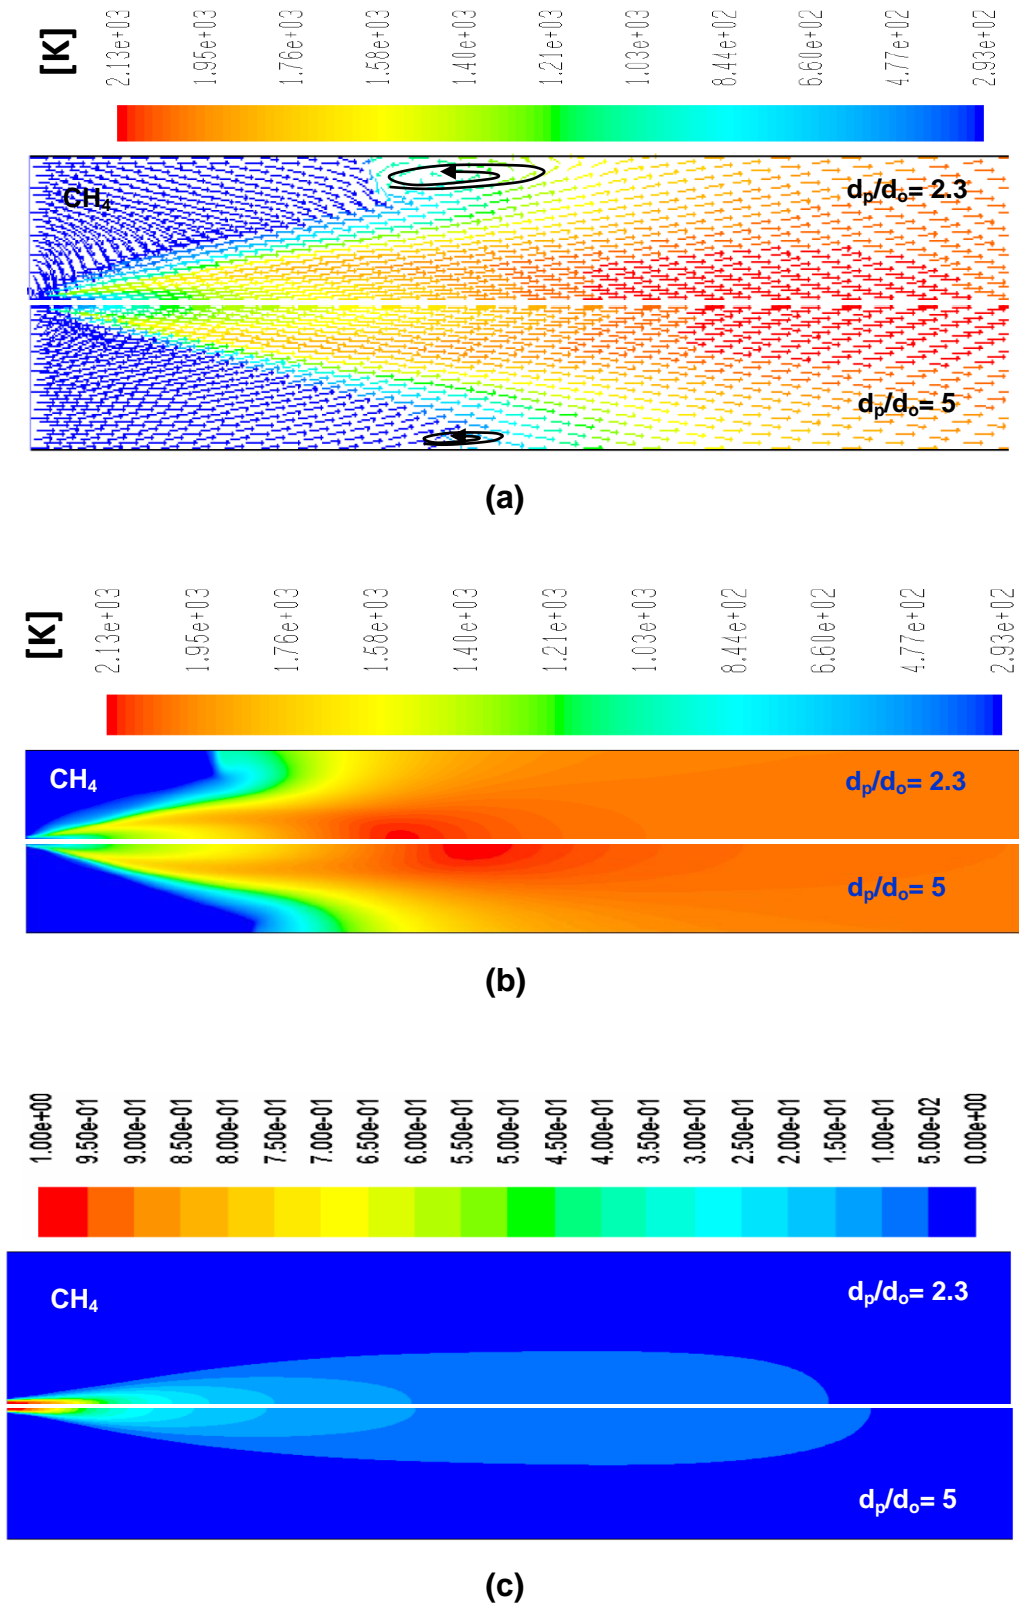 [K]
2.13e+03
1.95e+03
1.76e+03
1.58e+03
1.40e+03
1.21e+03
1.03e+03
8.44e+02
6.60e+02
4.77e+02
2.93e+02
CH₄
dₚ/dₒ= 2.3
dₚ/dₒ= 5
(a)
[K]
2.13e+03
1.95e+03
1.76e+03
1.58e+03
1.40e+03
1.21e+03
1.03e+03
8.44e+02
6.60e+02
4.77e+02
2.93e+02
CH₄
dₚ/dₒ= 2.3
dₚ/dₒ= 5
(b)
1.00e+00
9.50e-01
9.00e-01
8.50e-01
8.00e-01
7.50e-01
7.00e-01
6.50e-01
6.00e-01
5.50e-01
5.00e-01
4.50e-01
4.00e-01
3.50e-01
3.00e-01
2.50e-01
2.00e-01
1.50e-01
1.00e-01
5.00e-02
0.00e+00
CH₄
dₚ/dₒ= 2.3
dₚ/dₒ= 5
(c)